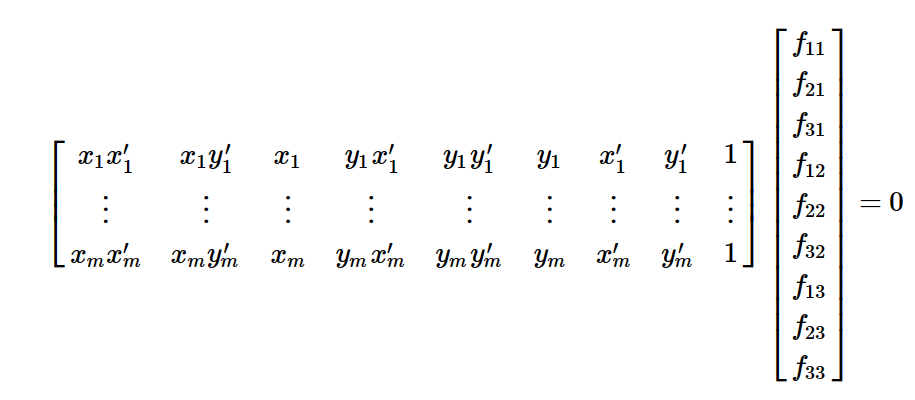 x₁x′₁ x₁y′₁ x₁ y₁x′₁ y₁y′₁ y₁ x′₁ y′₁ 1
⋮ ⋮ ⋮ ⋮ ⋮ ⋮ ⋮ ⋮ ⋮
xₘx′ₘ xₘy′ₘ xₘ yₘx′ₘ yₘy′ₘ yₘ x′ₘ y′ₘ 1
f₁₁
f₂₁
f₃₁
f₁₂
f₂₂
f₃₂
f₁₃
f₂₃
f₃₃
= 0